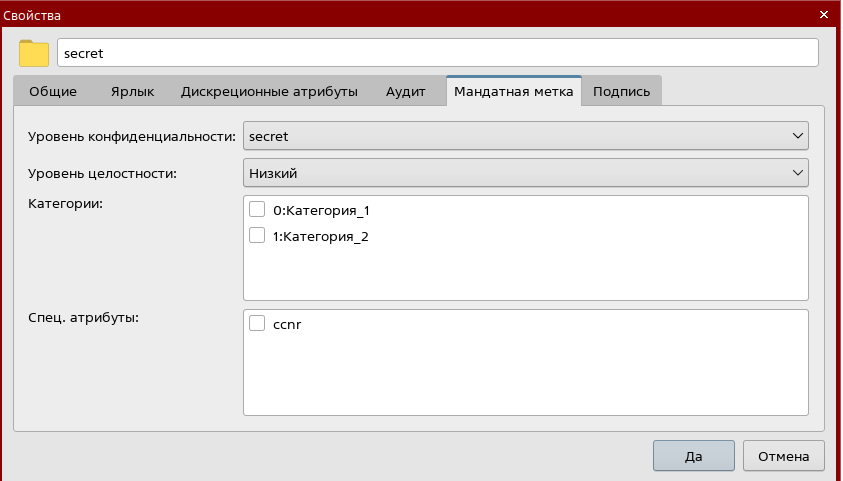 Свойства
secret
Общие Ярлык Дискреционные атрибуты Аудит Мандатная метка Подпись
Уровень конфиденциальности: secret
Уровень целостности: Низкий
Категории: 0:Категория_1
1:Категория_2
Спец. атрибуты: ccnr
Да Отмена